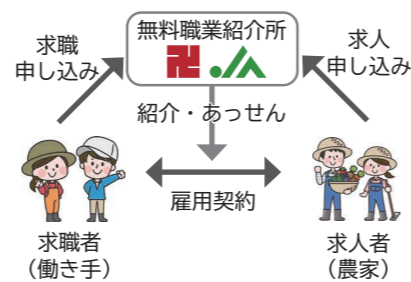 無料職業紹介所
卍 JA
求職
申し込み
求人
申し込み
紹介・あっせん
雇用契約
求職者
（働き手）
求人者
（農家）